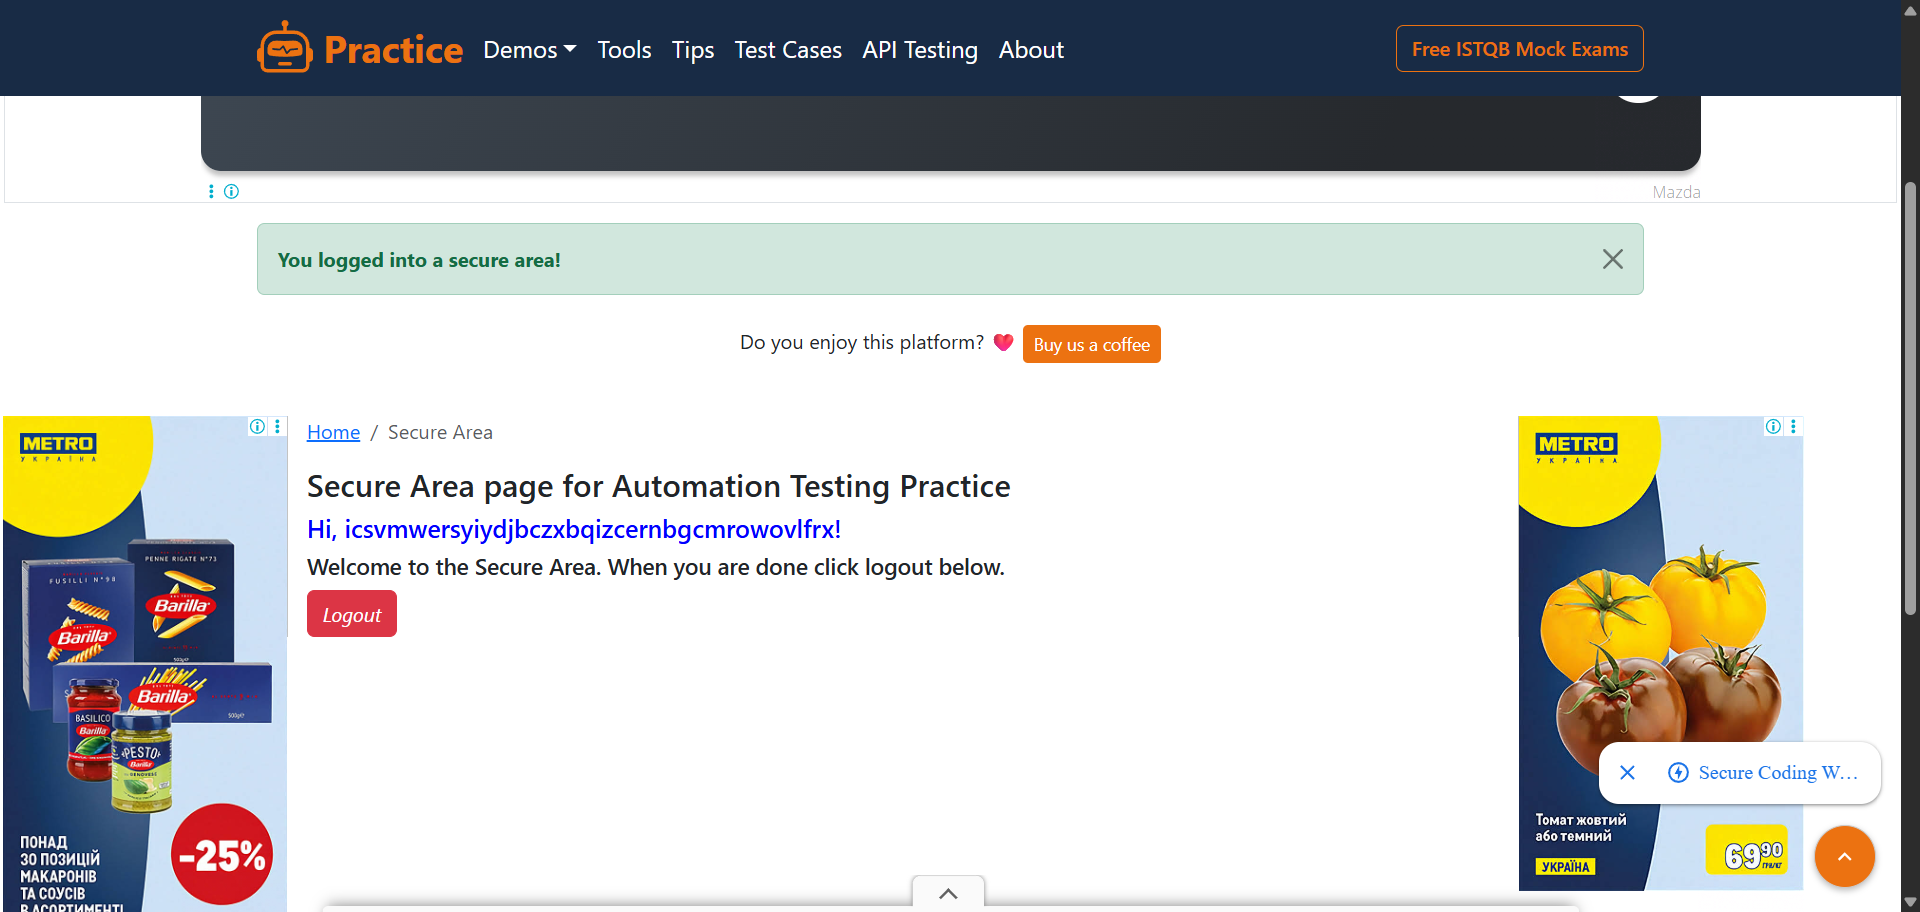 Practice
Demos
Tools
Tips
Test Cases
API Testing
About
Free ISTQB Mock Exams
Mazda
You logged into a secure area!
Do you enjoy this platform?
Buy us a coffee
Home / Secure Area
Secure Area page for Automation Testing Practice
Hi, icsvmwersyiydjbczxbqizcernbgcmrowovlfrx!
Welcome to the Secure Area. When you are done click logout below.
Logout
METRO
УКРАЇНА
FUSILLI N°98
PENNE RIGATE N°73
Barilla
Barilla
500g
Barilla
500g
BASILICO
Barilla
PESTO
Barilla
GENOVESE
ПОНАД
30 ПОЗИЦІЙ
МАКАРОНІВ
ТА СОУСІВ
В АСОРТИМЕНТІ
-25%
METRO
УКРАЇНА
Томат жовтий
або темний
УКРАЇНА
69 90
Secure Coding W...